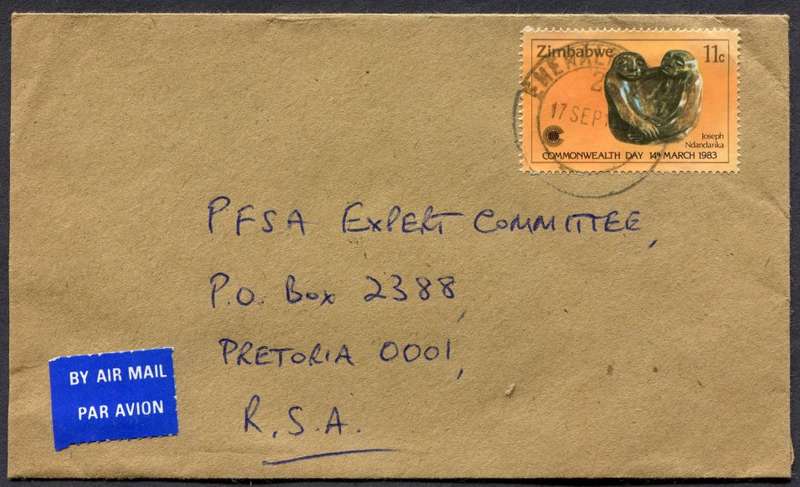 Zimbabwe 11c
17 SEP
Joseph
Ndandarika
COMMONWEALTH DAY 14th MARCH 1983
PFSA EXPERT COMMITTEE,
P.O. Box 2388
PRETORIA 0001,
R.S.A.
BY AIR MAIL
PAR AVION